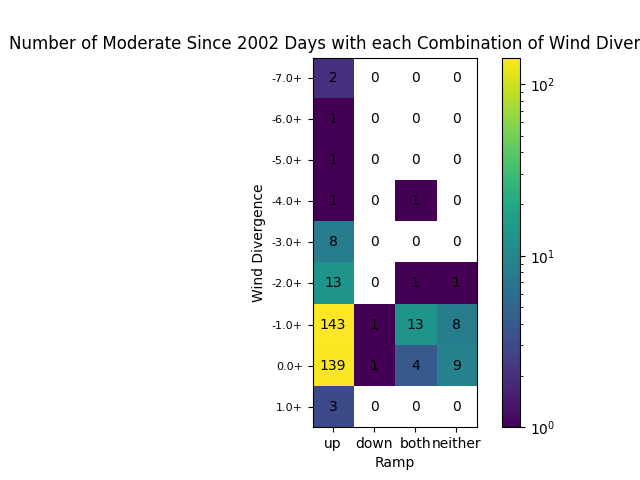 Number of Moderate Since 2002 Days with each Combination of Wind Diver
-7.0+ 2 0 0 0
-6.0+ 1 0 0 0
-5.0+ 1 0 0 0
-4.0+ 1 0 1 0
-3.0+ 8 0 0 0
-2.0+ 13 0 1 1
-1.0+ 143 1 13 8
0.0+ 139 1 4 9
1.0+ 3 0 0 0
up down both neither
Ramp
Wind Divergence
10²
10¹
10⁰